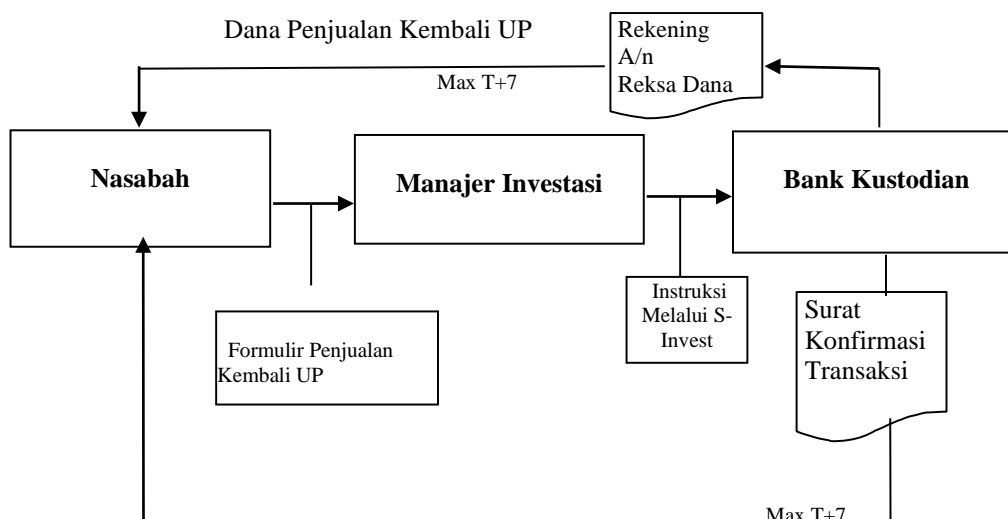 Dana Penjualan Kembali UP
Max T+7
Rekening
A/n
Reksa Dana
Nasabah
Manajer Investasi
Bank Kustodian
Formulir Penjualan
Kembali UP
Instruksi
Melalui S-
Invest
Surat
Konfirmasi
Transaksi
Max T+7